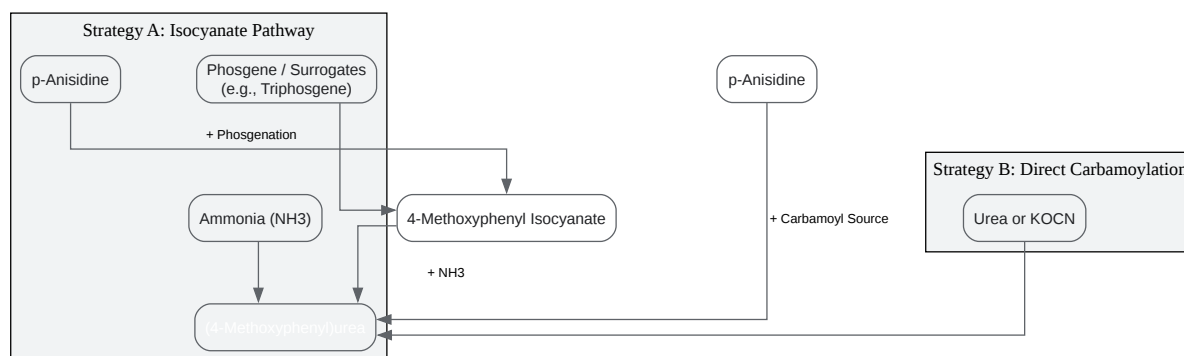 Strategy A: Isocyanate Pathway
p-Anisidine
Phosgene / Surrogates
(e.g., Triphosgene)
p-Anisidine
+ Phosgenation
Strategy B: Direct Carbamoylation
Ammonia (NH3)
4-Methoxyphenyl Isocyanate
+ Carbamoyl Source
Urea or KOCN
+ NH3
(4-Methoxyphenyl)urea